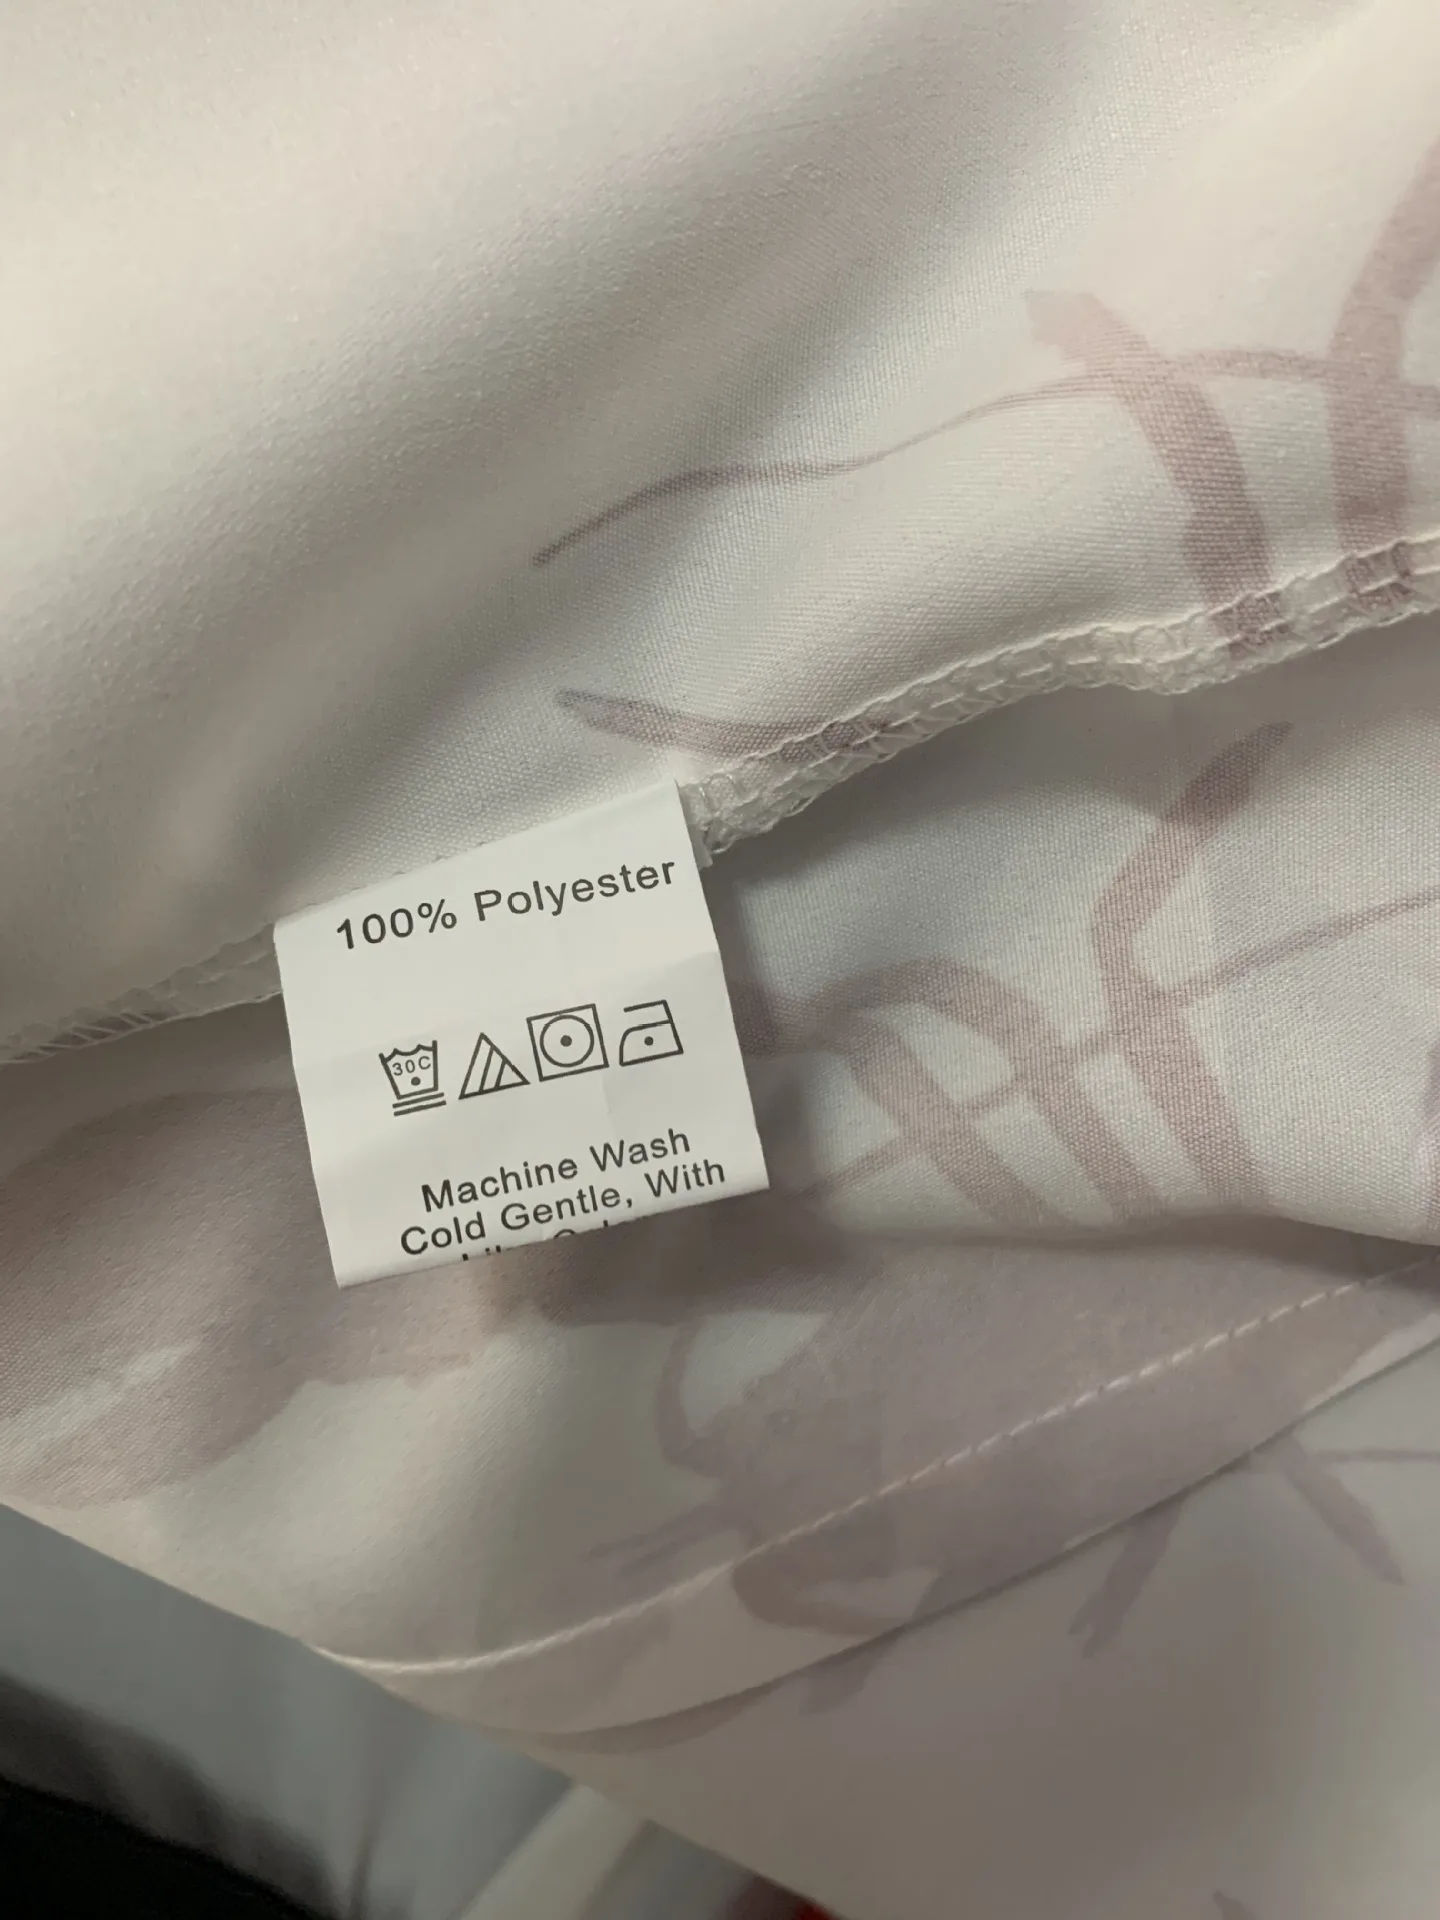 100% Polyester
30C
Machine Wash
Cold Gentle, With